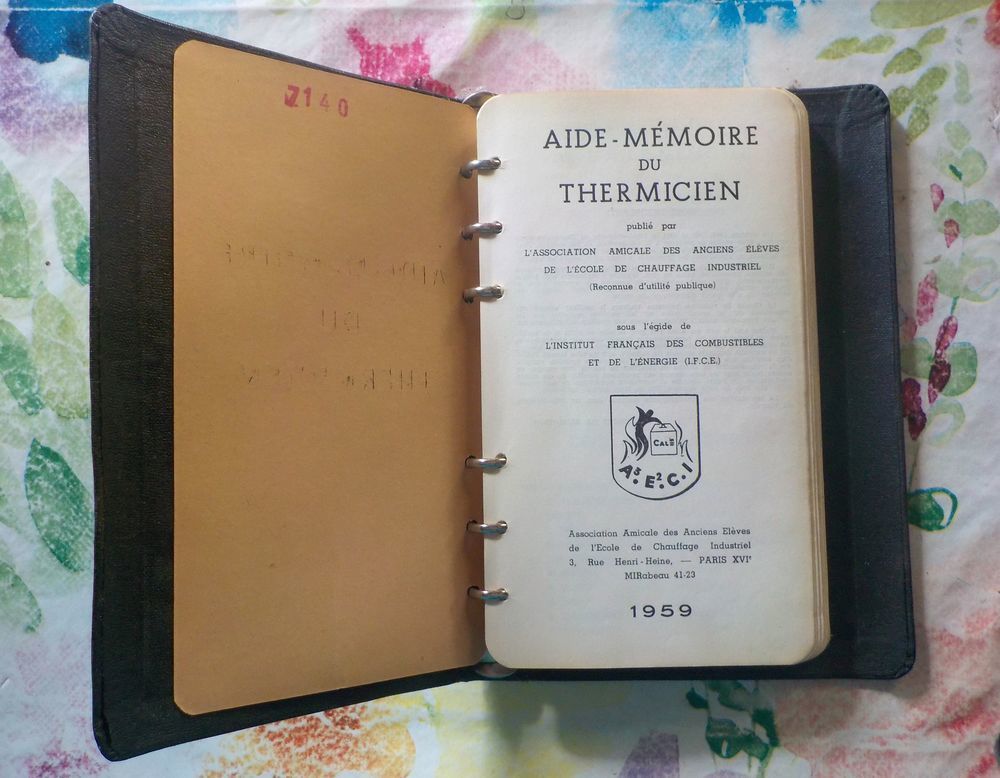 7140
AIDE-MÉMOIRE
DU
THERMICIEN
publié par
L'ASSOCIATION AMICALE DES ANCIENS ÉLÈVES
DE L'ÉCOLE DE CHAUFFAGE INDUSTRIEL
(Reconnue d'utilité publique)
sous l'égide de
L'INSTITUT FRANÇAIS DES COMBUSTIBLES
ET DE L'ÉNERGIE (I.F.C.E.)
A⁵. E². C. I
Association Amicale des Anciens Elèves
de l'Ecole de Chauffage Industriel
3, Rue Henri-Heine, — PARIS XVIᵉ
MIRabeau 41-23
1959